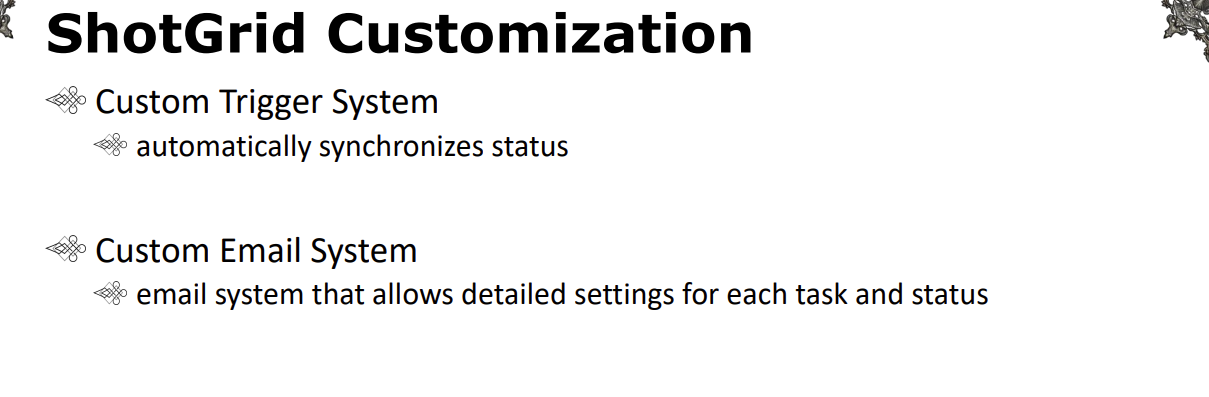 ShotGrid Customization
Custom Trigger System
automatically synchronizes status
Custom Email System
email system that allows detailed settings for each task and status